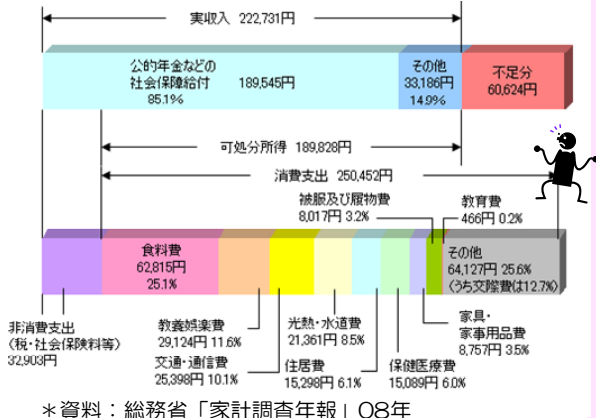 実収入 222,731円
公的年金などの
社会保障給付 189,545円
85.1%
その他
33,186円
14.9%
不足分
60,624円
可処分所得 189,828円
消費支出 250,452円
被服及び履物費
8,017円 3.2%
教育費
466円 0.2%
食料費
62,815円
25.1%
その他
64,127円 25.6%
(うち交際費は12.7%)
非消費支出
(税・社会保険料等)
32,903円
教養娯楽費
29,124円 11.6%
光熱・水道費
21,361円 8.5%
家具・
家事用品費
8,757円 3.5%
交通・通信費
25,398円 10.1%
住居費
15,298円 6.1%
保健医療費
15,089円 6.0%
*資料:総務省「家計調査年報」08年